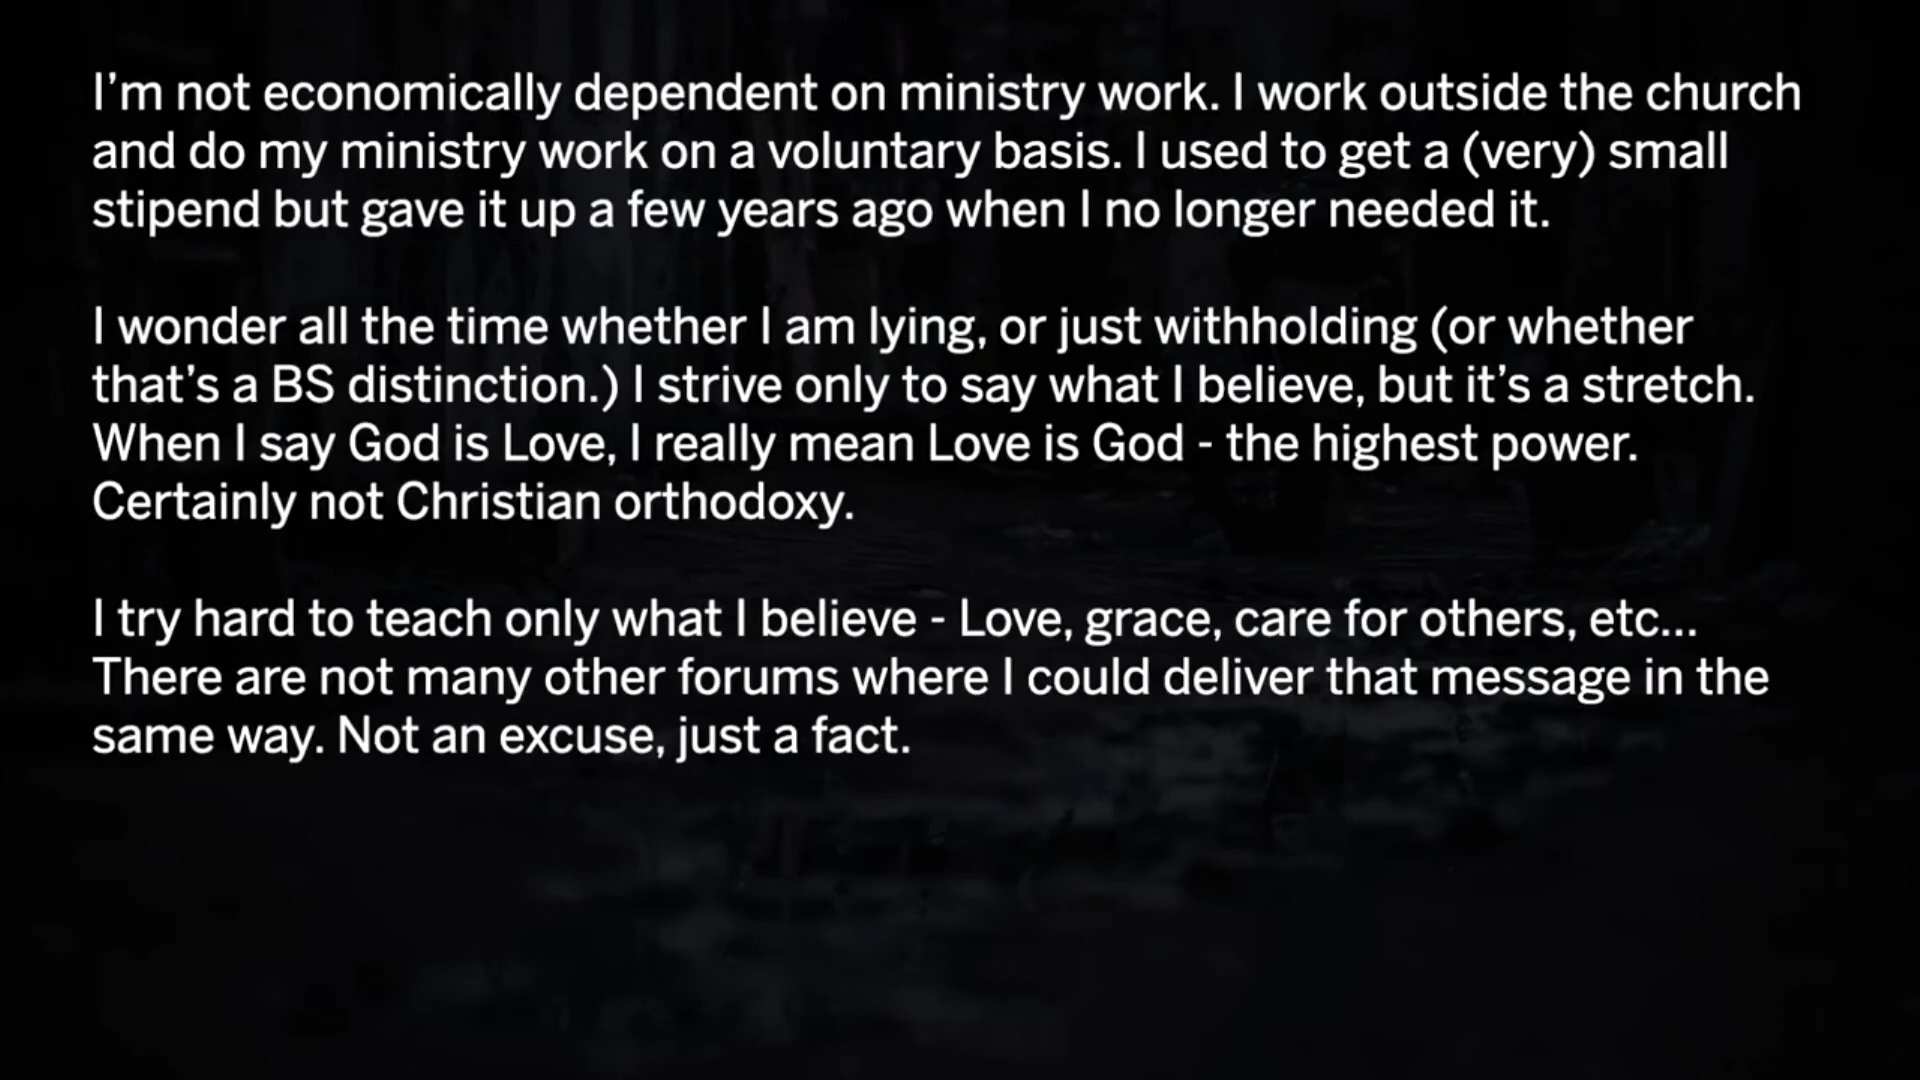 I’m not economically dependent on ministry work. I work outside the church
and do my ministry work on a voluntary basis. I used to get a (very) small
stipend but gave it up a few years ago when I no longer needed it.
I wonder all the time whether I am lying, or just withholding (or whether
that’s a BS distinction.) I strive only to say what I believe, but it’s a stretch.
When I say God is Love, I really mean Love is God - the highest power.
Certainly not Christian orthodoxy.
I try hard to teach only what I believe - Love, grace, care for others, etc...
There are not many other forums where I could deliver that message in the
same way. Not an excuse, just a fact.